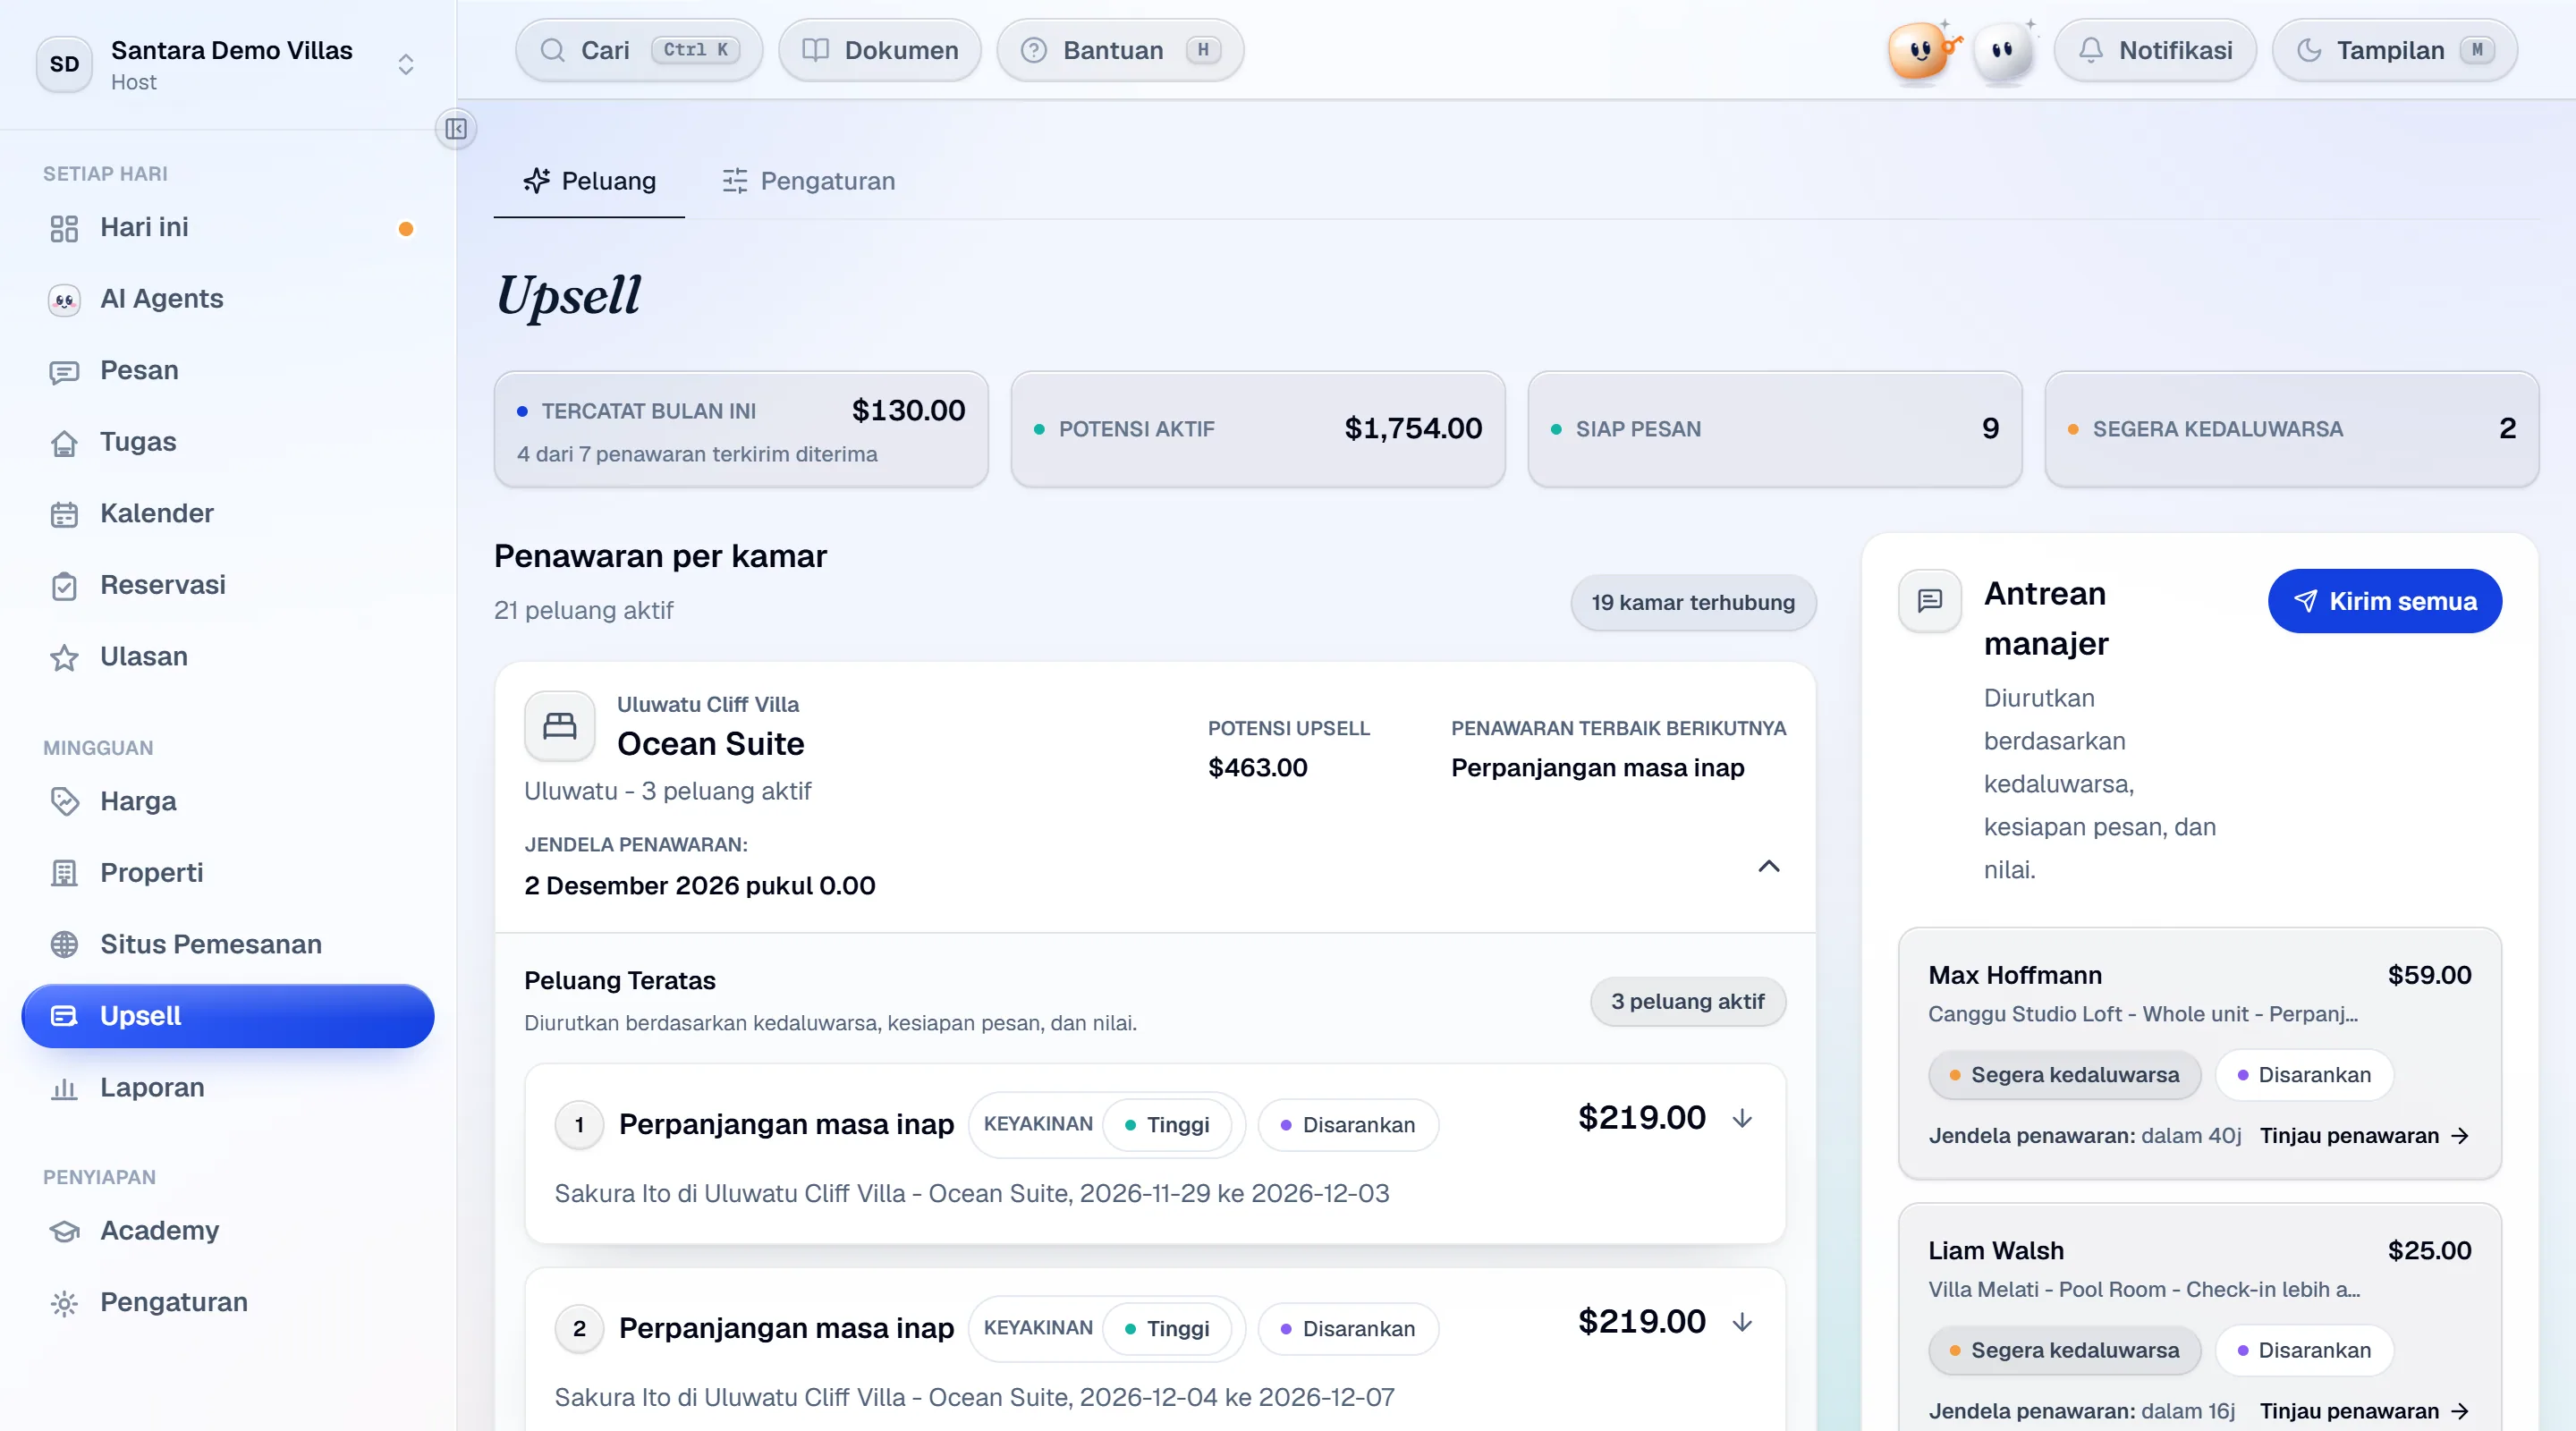 SD
Santara Demo Villas
Host
Cari Ctrl K
Dokumen
Bantuan H
Notifikasi
Tampilan M
SETIAP HARI
Hari ini
AI Agents
Pesan
Tugas
Kalender
Reservasi
Ulasan
MINGGUAN
Harga
Properti
Situs Pemesanan
Upsell
Laporan
PENYIAPAN
Academy
Pengaturan
Peluang
Pengaturan
Upsell
TERCATAT BULAN INI $130.00
4 dari 7 penawaran terkirim diterima
POTENSI AKTIF $1,754.00
SIAP PESAN 9
SEGERA KEDALUWARSA 2
Penawaran per kamar
21 peluang aktif
19 kamar terhubung
Uluwatu Cliff Villa
Ocean Suite
Uluwatu - 3 peluang aktif
POTENSI UPSELL
$463.00
PENAWARAN TERBAIK BERIKUTNYA
Perpanjangan masa inap
JENDELA PENAWARAN:
2 Desember 2026 pukul 0.00
Peluang Teratas
Diurutkan berdasarkan kedaluwarsa, kesiapan pesan, dan nilai.
3 peluang aktif
1 Perpanjangan masa inap KEYAKINAN Tinggi Disarankan $219.00
Sakura Ito di Uluwatu Cliff Villa - Ocean Suite, 2026-11-29 ke 2026-12-03
2 Perpanjangan masa inap KEYAKINAN Tinggi Disarankan $219.00
Sakura Ito di Uluwatu Cliff Villa - Ocean Suite, 2026-12-04 ke 2026-12-07
Antrean
manajer
Kirim semua
Diurutkan
berdasarkan
kedaluwarsa,
kesiapan pesan, dan
nilai.
Max Hoffmann $59.00
Canggu Studio Loft - Whole unit - Perpanj...
Segera kedaluwarsa Disarankan
Jendela penawaran: dalam 40j Tinjau penawaran
Liam Walsh $25.00
Villa Melati - Pool Room - Check-in lebih a...
Segera kedaluwarsa Disarankan
Jendela penawaran: dalam 16j Tinjau penawaran